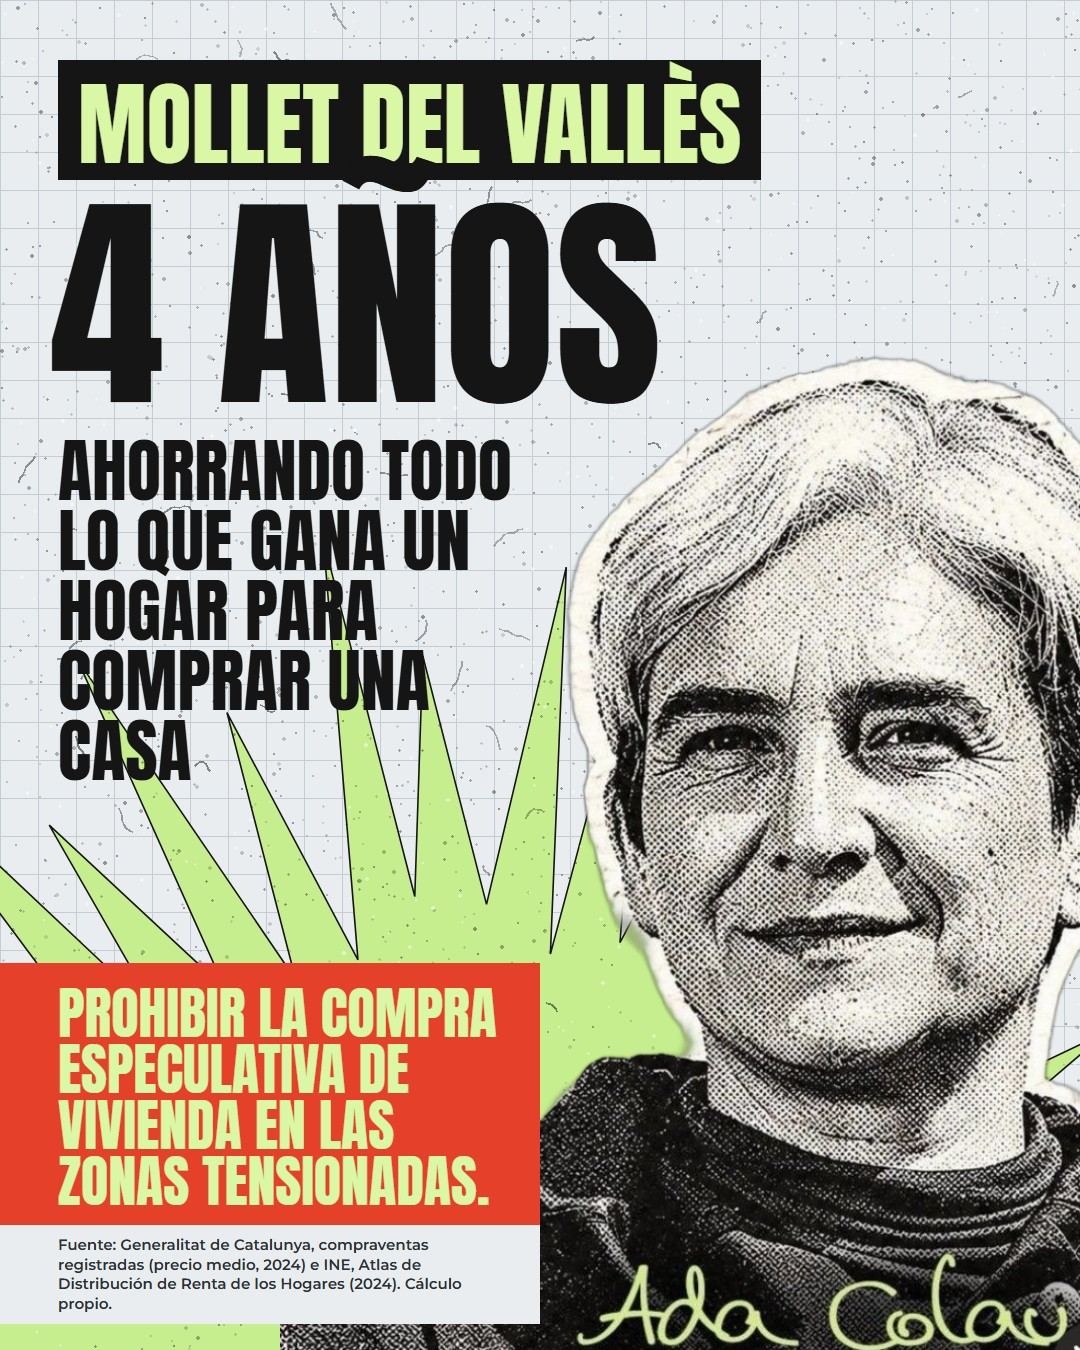 MOLLET DEL VALLÈS
4 AÑOS
AHORRANDO TODO
LO QUE GANA UN
HOGAR PARA
COMPRAR UNA
CASA
PROHIBIR LA COMPRA
ESPECULATIVA DE
VIVIENDA EN LAS
ZONAS TENSIONADAS.
Fuente: Generalitat de Catalunya, compraventas
registradas (precio medio, 2024) e INE, Atlas de
Distribución de Renta de los Hogares (2024). Cálculo
propio.
Ada Colau